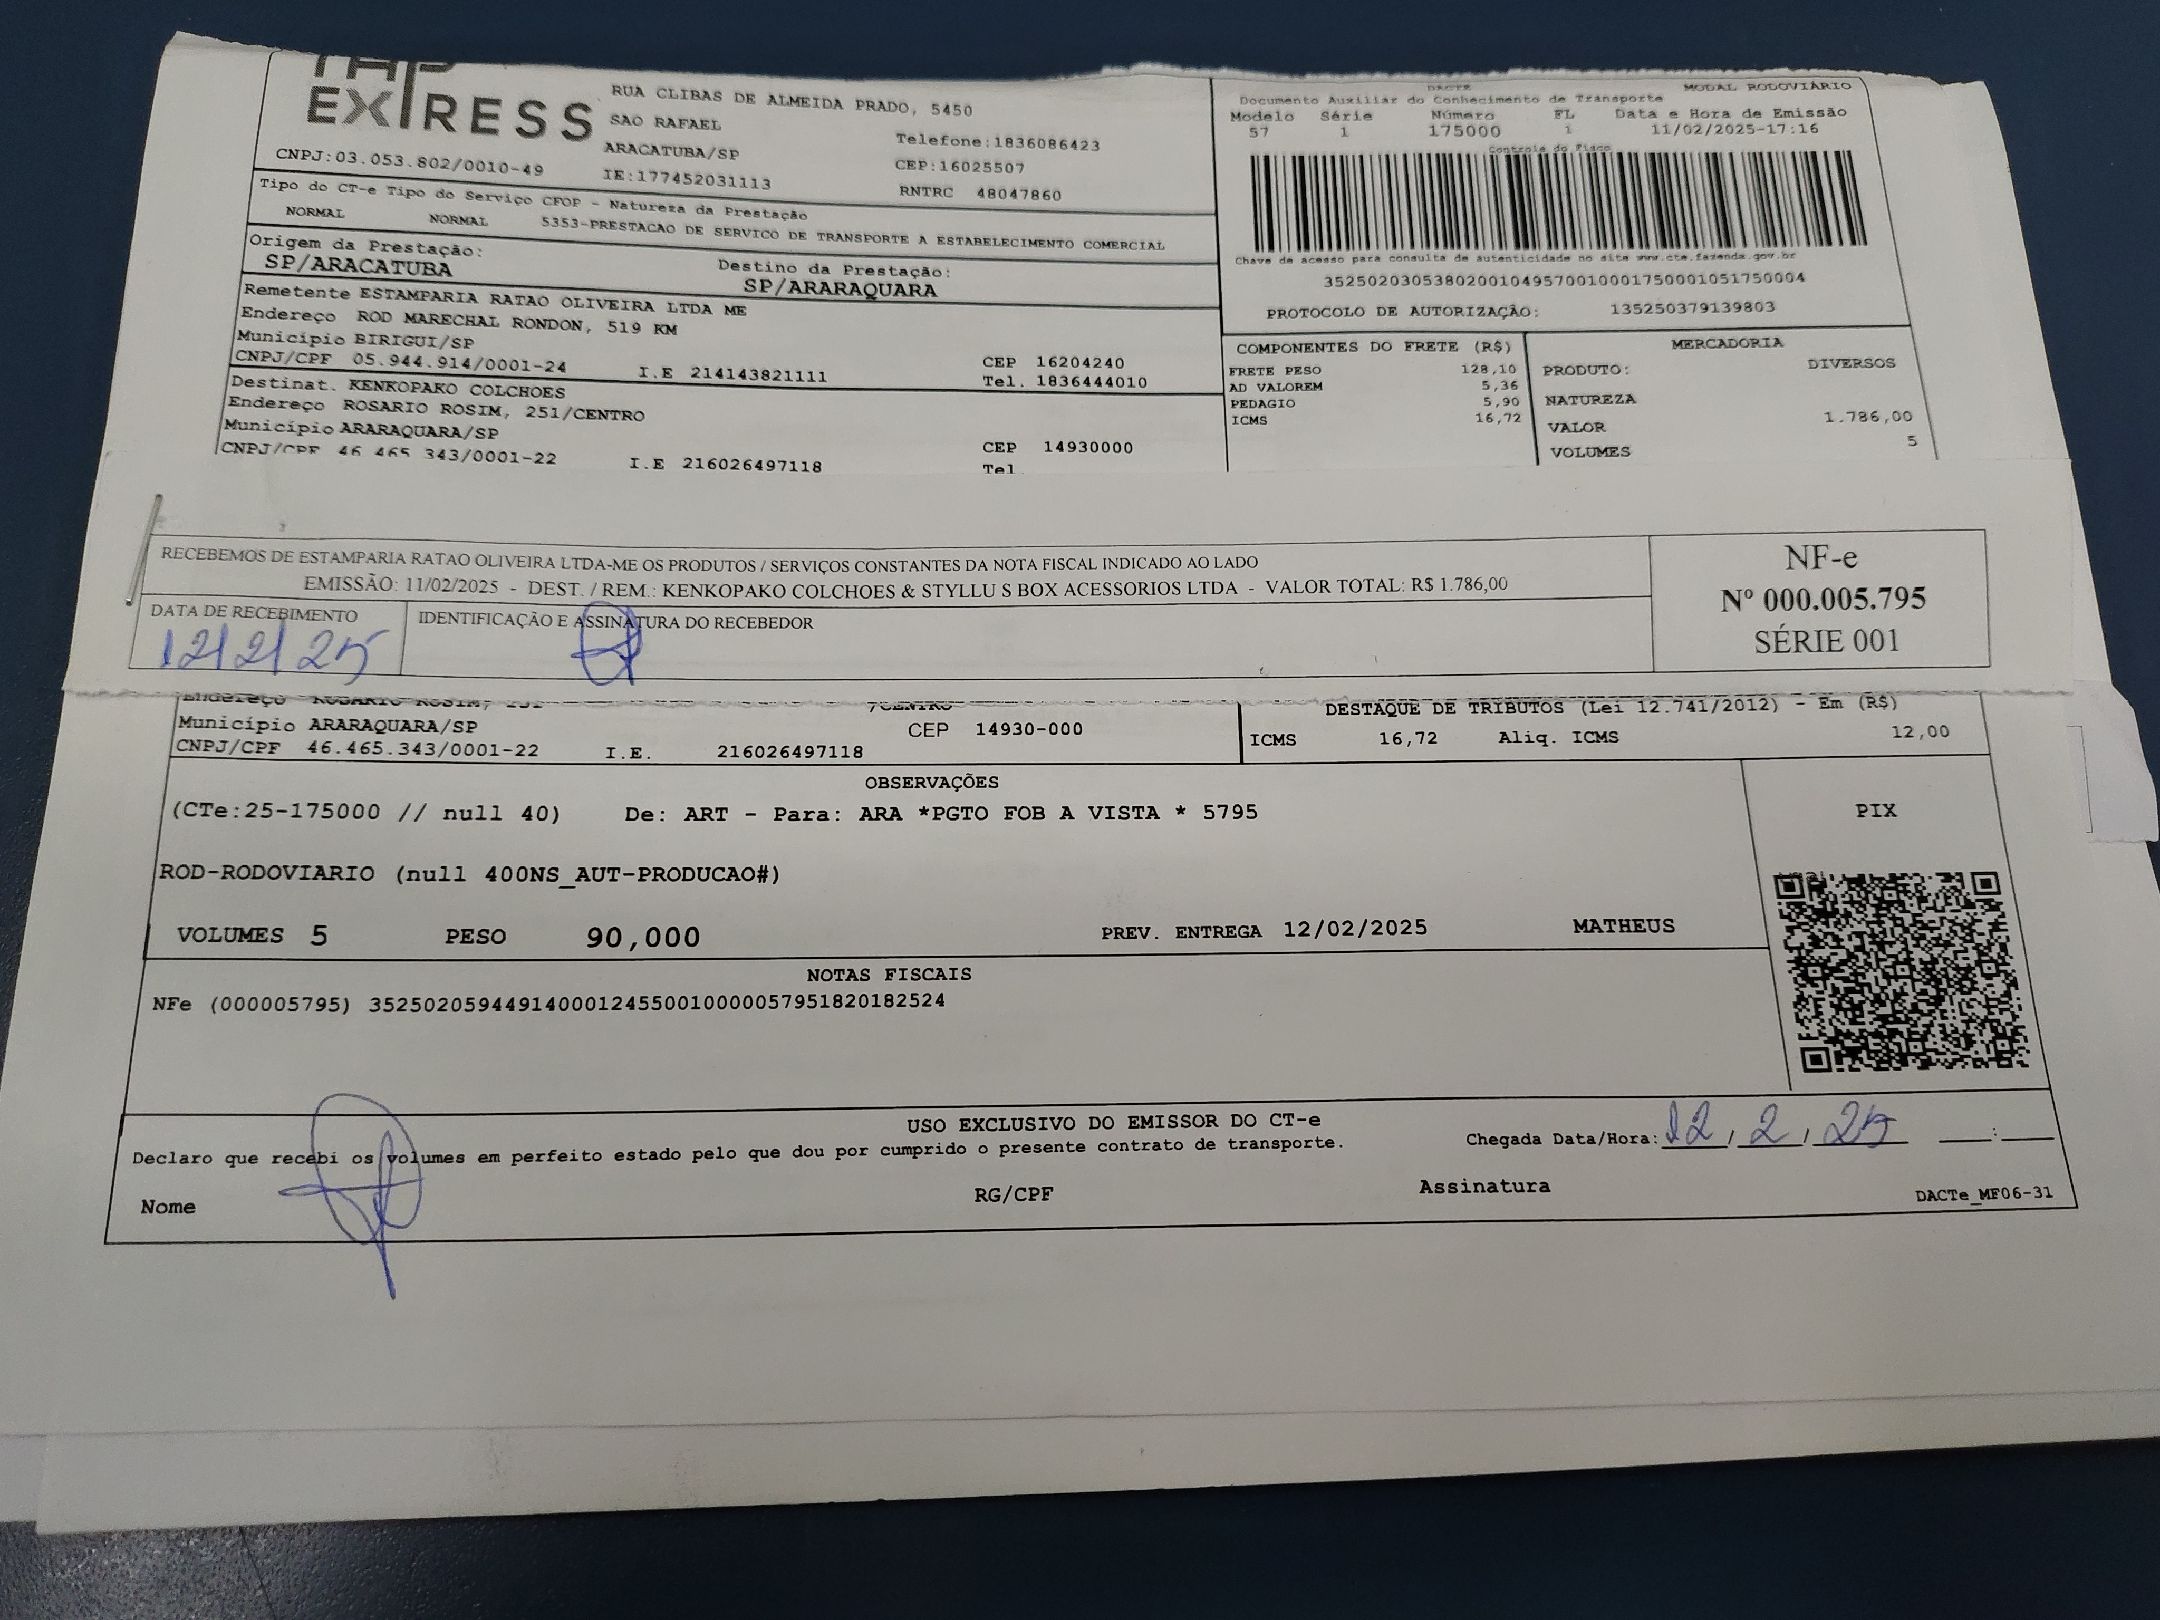 EXPRESS
RUA CLIBAS DE ALMEIDA PRADO, 5450
SAO RAFAEL
Telefone:1836086423
ARACATUBA/SP
CEP:16025507
CNPJ:03.053.802/0010-49
IE:177452031113
RNTRC 48047860
Tipo do CT-e Tipo do Serviço CFOP - Natureza da Prestação
NORMAL NORMAL 5353-PRESTACAO DE SERVICO DE TRANSPORTE A ESTABELECIMENTO COMERCIAL
Origem da Prestação:
SP/ARACATUBA
Destino da Prestação:
SP/ARARAQUARA
Remetente ESTAMPARIA RATAO OLIVEIRA LTDA ME
Endereço ROD MARECHAL RONDON, 519 KM
Município BIRIGUI/SP
CEP 16204240
CNPJ/CPF 05.944.914/0001-24 I.E 214143821111 Tel. 1836444010
Destinat. KENKOPAKO COLCHOES
Endereço ROSARIO ROSIM, 251/CENTRO
Município ARARAQUARA/SP
CEP 14930000
CNPJ/CPF 46 465 343/0001-22 I.E 216026497118 Tel
DACTE MODAL RODOVIÁRIO
Documento Auxiliar do Conhecimento de Transporte
Modelo Série Número FL Data e Hora de Emissão
57 1 175000 1 11/02/2025-17:16
Controle do Fisco
Chave de acesso para consulta de autenticidade no site www.cte.fazenda.gov.br
35250203053802001049570010001750001051750004
PROTOCOLO DE AUTORIZAÇÃO: 135250379139803
COMPONENTES DO FRETE (R$)
FRETE PESO 128,10
AD VALOREM 5,36
PEDAGIO 5,90
ICMS 16,72
MERCADORIA
PRODUTO: DIVERSOS
NATUREZA
VALOR 1.786,00
VOLUMES 5
RECEBEMOS DE ESTAMPARIA RATAO OLIVEIRA LTDA-ME OS PRODUTOS / SERVIÇOS CONSTANTES DA NOTA FISCAL INDICADO AO LADO
EMISSÃO: 11/02/2025 - DEST. / REM.: KENKOPAKO COLCHOES & STYLLU S BOX ACESSORIOS LTDA - VALOR TOTAL: R$ 1.786,00
DATA DE RECEBIMENTO
12/2/25
IDENTIFICAÇÃO E ASSINATURA DO RECEBEDOR
NF-e
Nº 000.005.795
SÉRIE 001
Endereço ROSARIO ROSIM, 251 /CENTRO
Município ARARAQUARA/SP CEP 14930-000
CNPJ/CPF 46.465.343/0001-22 I.E. 216026497118
DESTAQUE DE TRIBUTOS (Lei 12.741/2012) - Em (R$)
ICMS 16,72 Aliq. ICMS 12,00
OBSERVAÇÕES
(CTe:25-175000 // null 40) De: ART - Para: ARA *PGTO FOB A VISTA * 5795
ROD-RODOVIARIO (null 400NS_AUT-PRODUCAO#)
VOLUMES 5 PESO 90,000 PREV. ENTREGA 12/02/2025 MATHEUS
PIX
NOTAS FISCAIS
NFe (000005795) 35250205944914000124550010000057951820182524
USO EXCLUSIVO DO EMISSOR DO CT-e
Declaro que recebi os volumes em perfeito estado pelo que dou por cumprido o presente contrato de transporte.
Chegada Data/Hora: 12 / 2 / 25 __:__
Nome RG/CPF Assinatura
DACTe_MF06-31